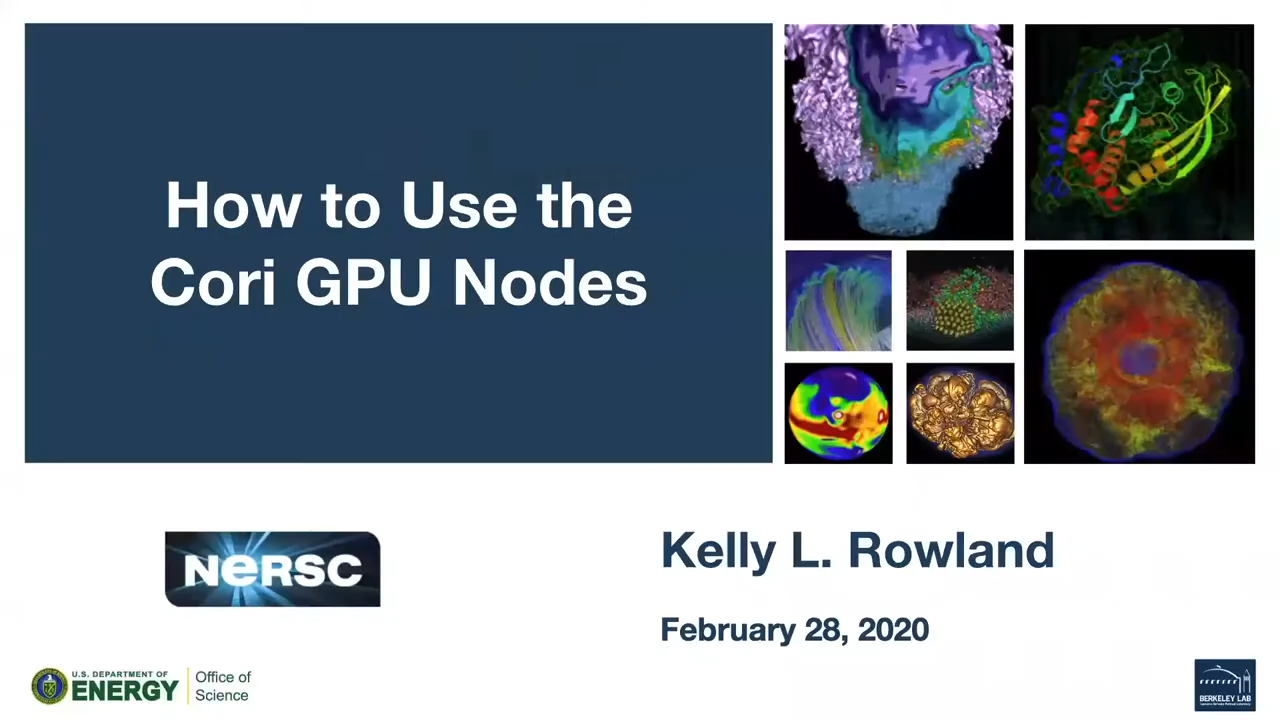 How to Use the
Cori GPU Nodes
NERSC
Kelly L. Rowland
February 28, 2020
U.S. DEPARTMENT OF
ENERGY
Office of
Science
BERKELEY LAB